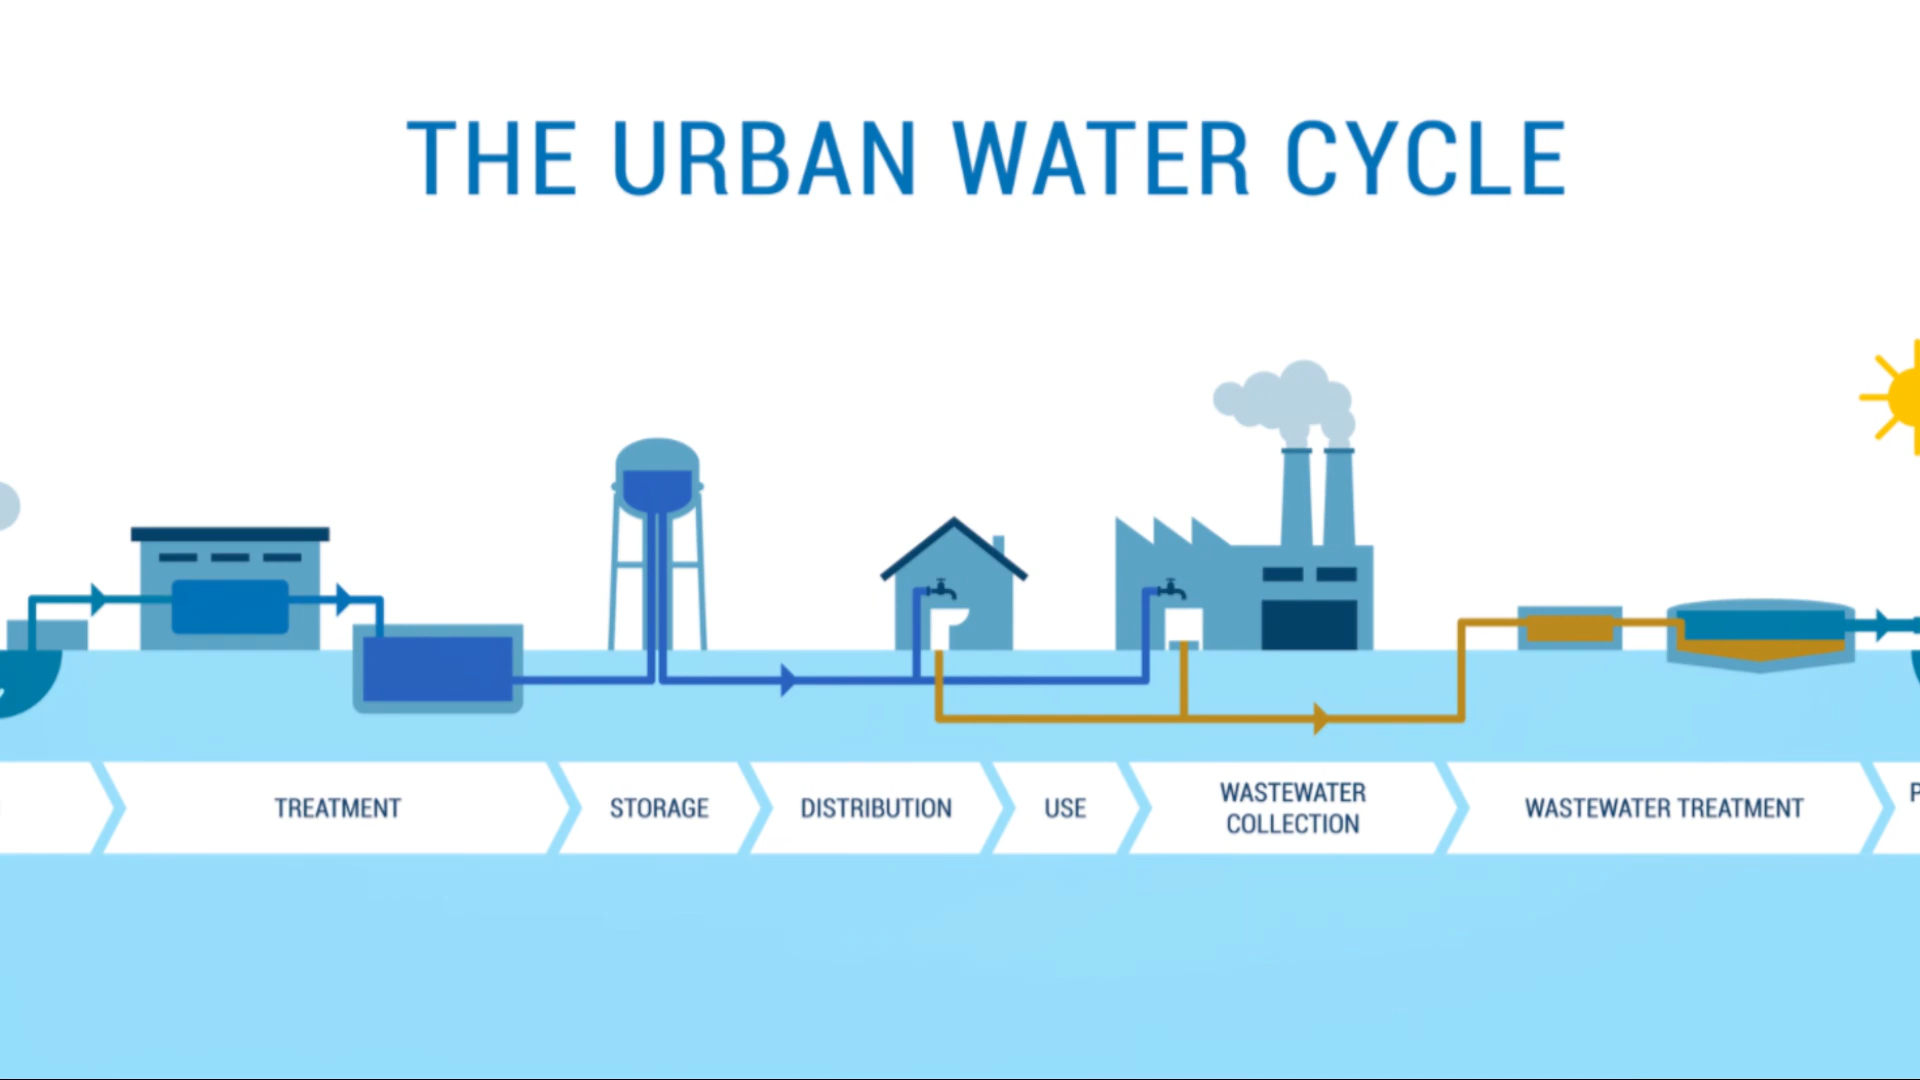 THE URBAN WATER CYCLE
TREATMENT
STORAGE
DISTRIBUTION
USE
WASTEWATER
COLLECTION
WASTEWATER TREATMENT